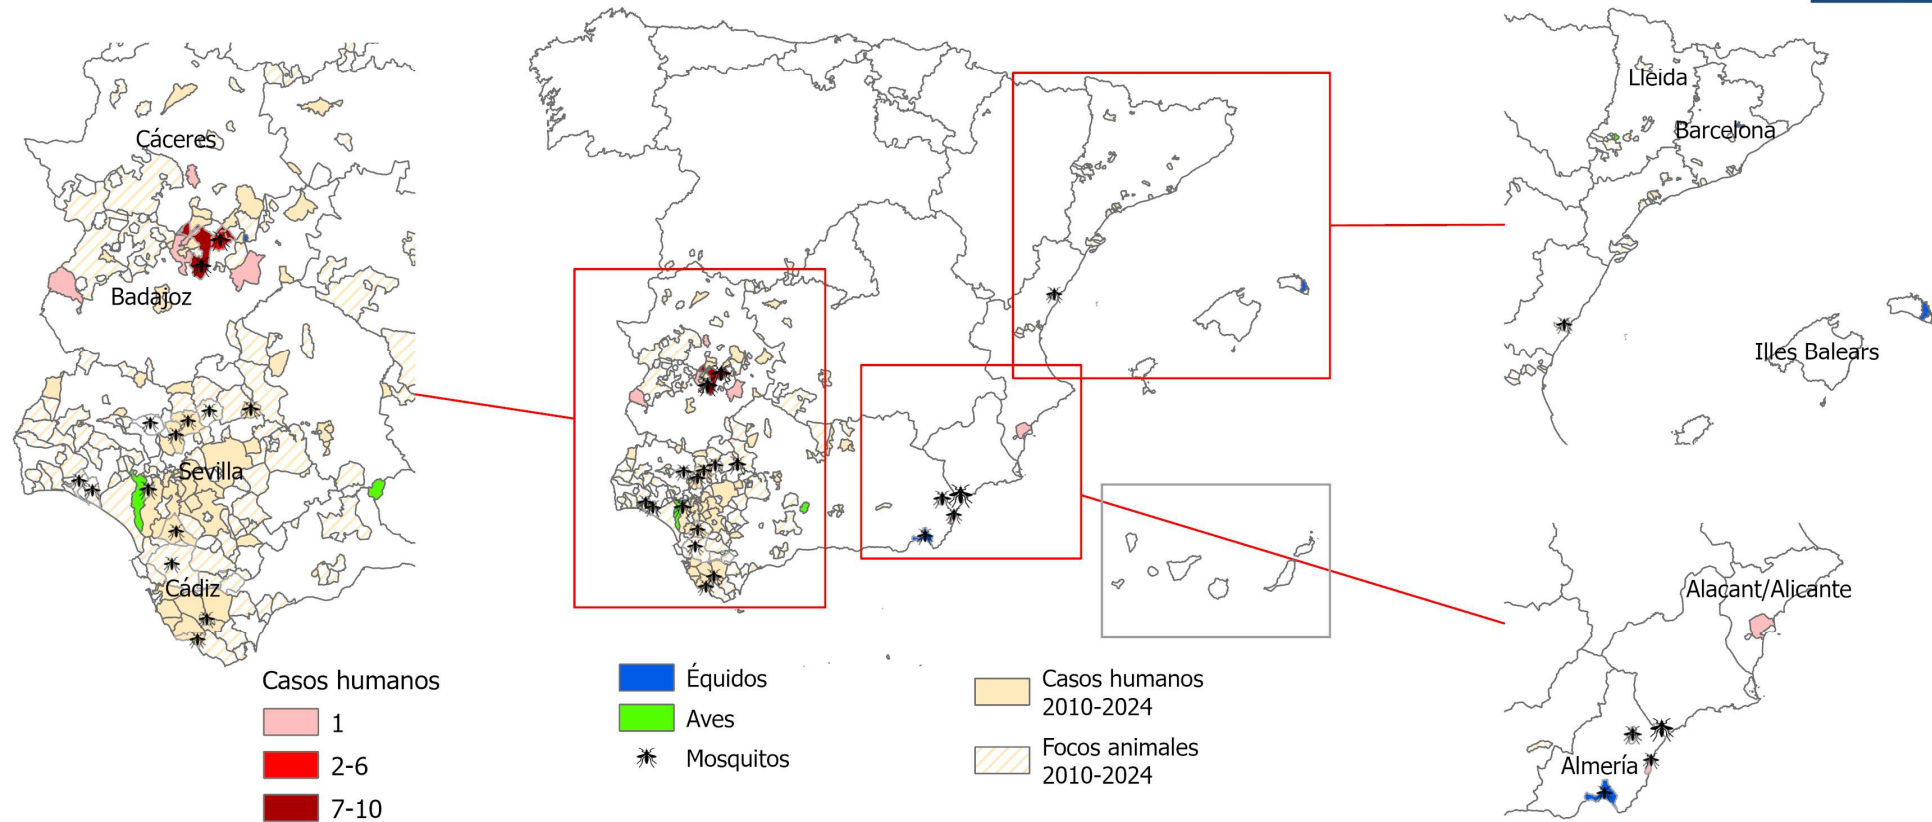 Cáceres
Badajoz
Sevilla
Cádiz
Lleida
Barcelona
Illes Balears
Alacant/Alicante
Almería
Casos humanos
1
2-6
7-10
Équidos
Aves
Mosquitos
Casos humanos
2010-2024
Focos animales
2010-2024